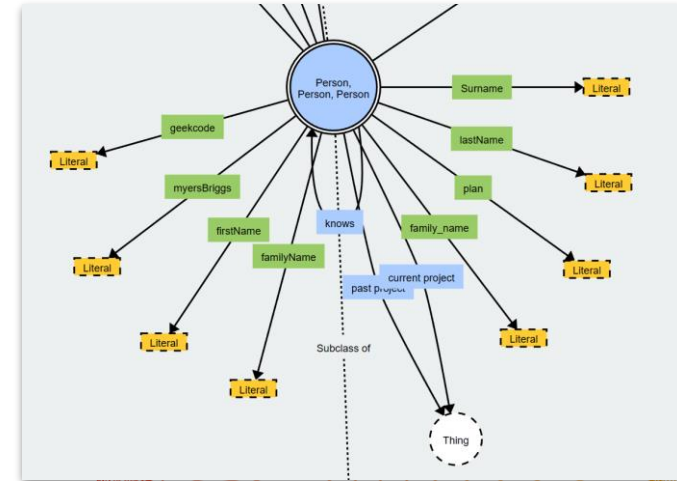 Person,
Person, Person
Surname
Literal
geekcode
lastName
Literal
myersBriggs
plan
Literal
knows
firstName
family_name
familyName
Literal
current project
Literal
past project
Literal
Literal
Subclass of
Literal
Thing